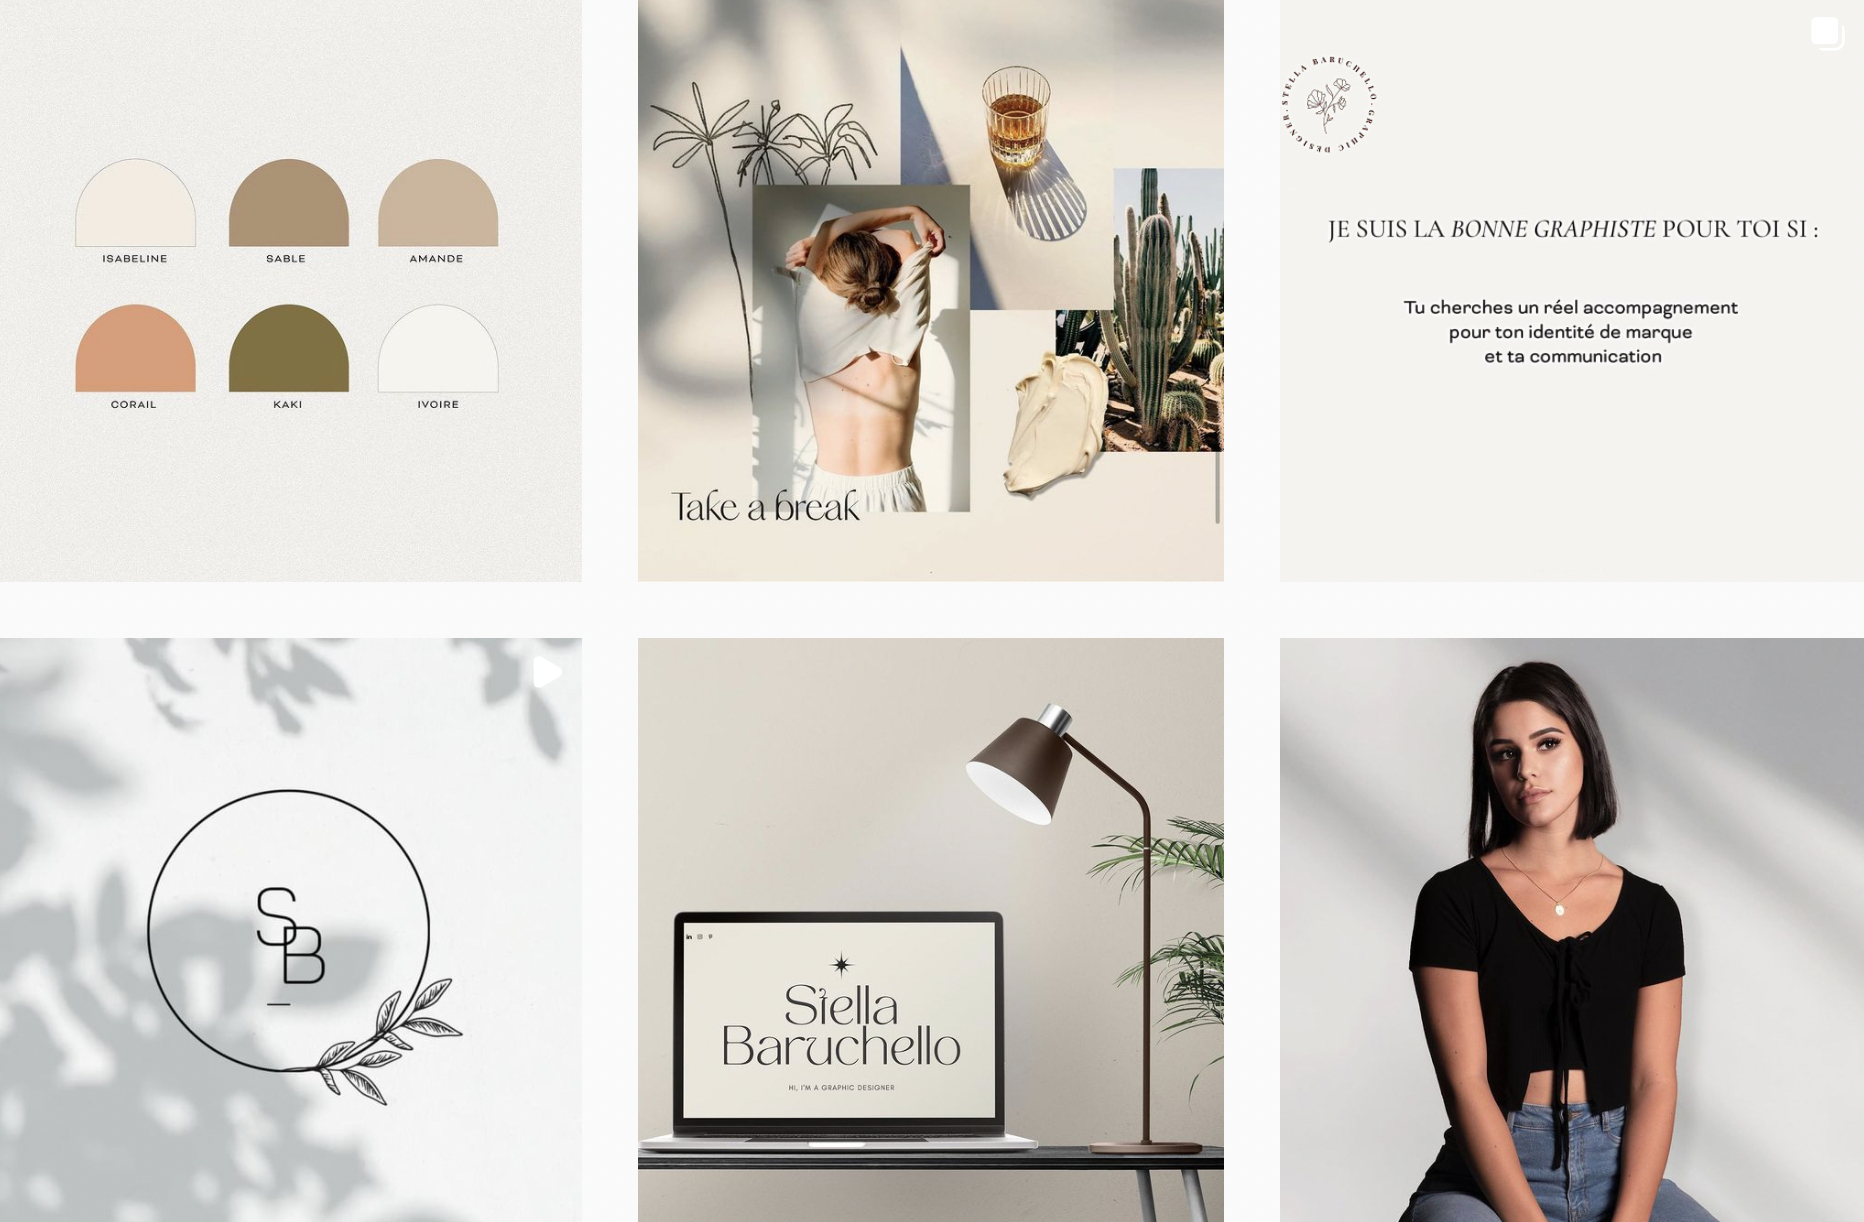 ISABELINE
SABLE
AMANDE
CORAIL
KAKI
IVOIRE
Take a break
STELLA BARUCHELLO · GRAPHIC DESIGNER ·
JE SUIS LA BONNE GRAPHISTE POUR TOI SI :
Tu cherches un réel accompagnement
pour ton identité de marque
et ta communication
SB
in
Stella
Baruchello
HI, I'M A GRAPHIC DESIGNER